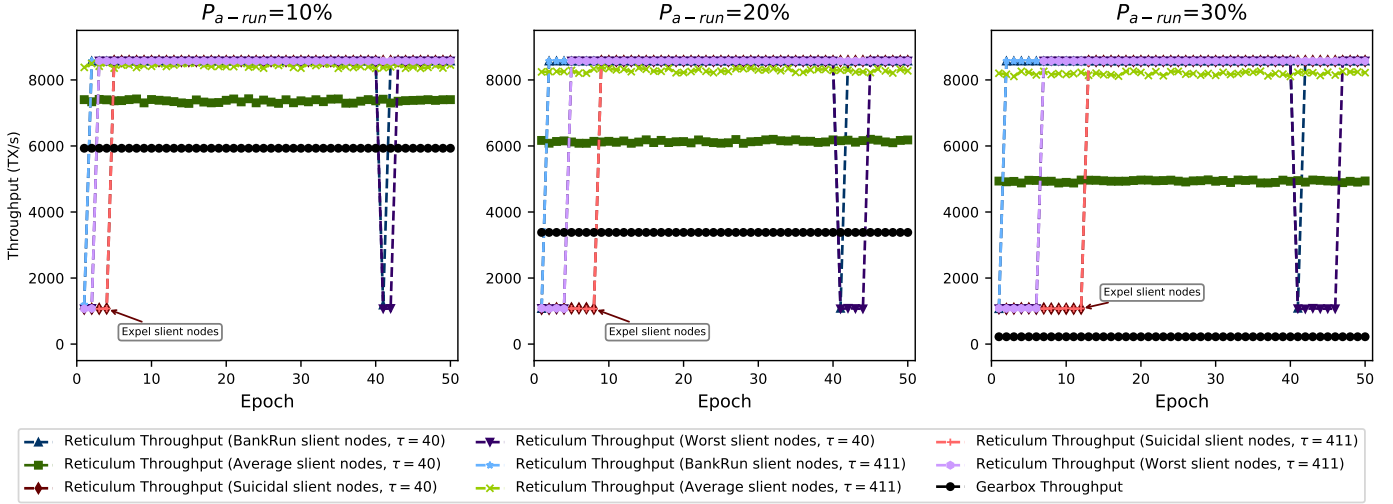 P_{a-run}=10%
P_{a-run}=20%
P_{a-run}=30%
Throughput (TX/s)
8000
6000
4000
2000
0
0 10 20 30 40 50
Epoch
Expel slient nodes
8000
6000
4000
2000
0
0 10 20 30 40 50
Epoch
Expel slient nodes
8000
6000
4000
2000
0
0 10 20 30 40 50
Epoch
Expel slient nodes
Reticulum Throughput (BankRun slient nodes, τ = 40)
Reticulum Throughput (Average slient nodes, τ = 40)
Reticulum Throughput (Suicidal slient nodes, τ = 40)
Reticulum Throughput (Worst slient nodes, τ = 40)
Reticulum Throughput (BankRun slient nodes, τ = 411)
Reticulum Throughput (Average slient nodes, τ = 411)
Reticulum Throughput (Suicidal slient nodes, τ = 411)
Reticulum Throughput (Worst slient nodes, τ = 411)
Gearbox Throughput